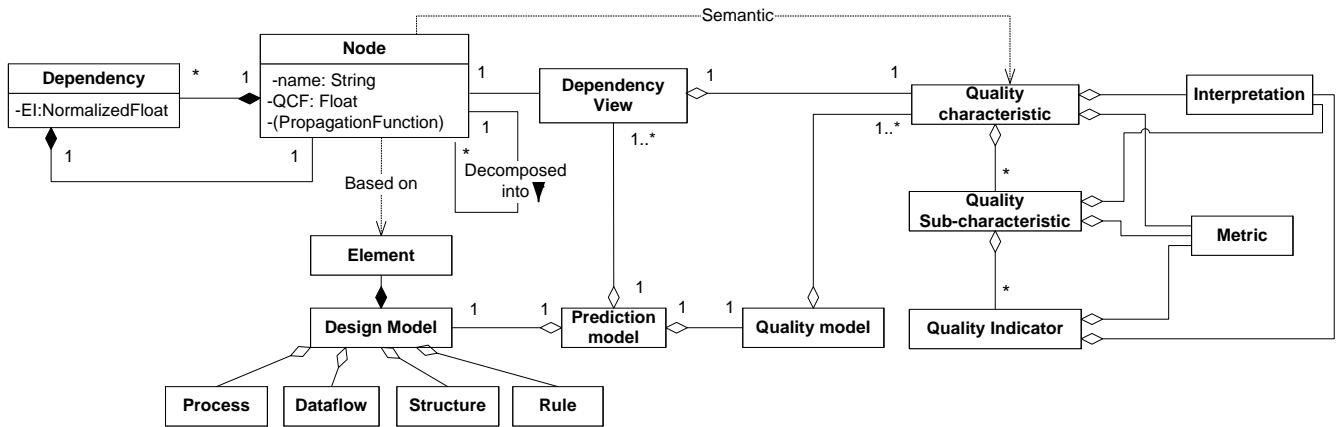 Semantic
Node
-name: String
-QCF: Float
-(PropagationFunction)
Dependency
-EI:NormalizedFloat
*
1
1
1
1
1
*
Decomposed
into
Based on
Dependency
View
1
1
1..*
Quality
characteristic
1..*
Interpretation
*
Quality
Sub-characteristic
Metric
*
Quality Indicator
Element
Design Model
1
1
Prediction
model
1
1
1
Quality model
Process
Dataflow
Structure
Rule